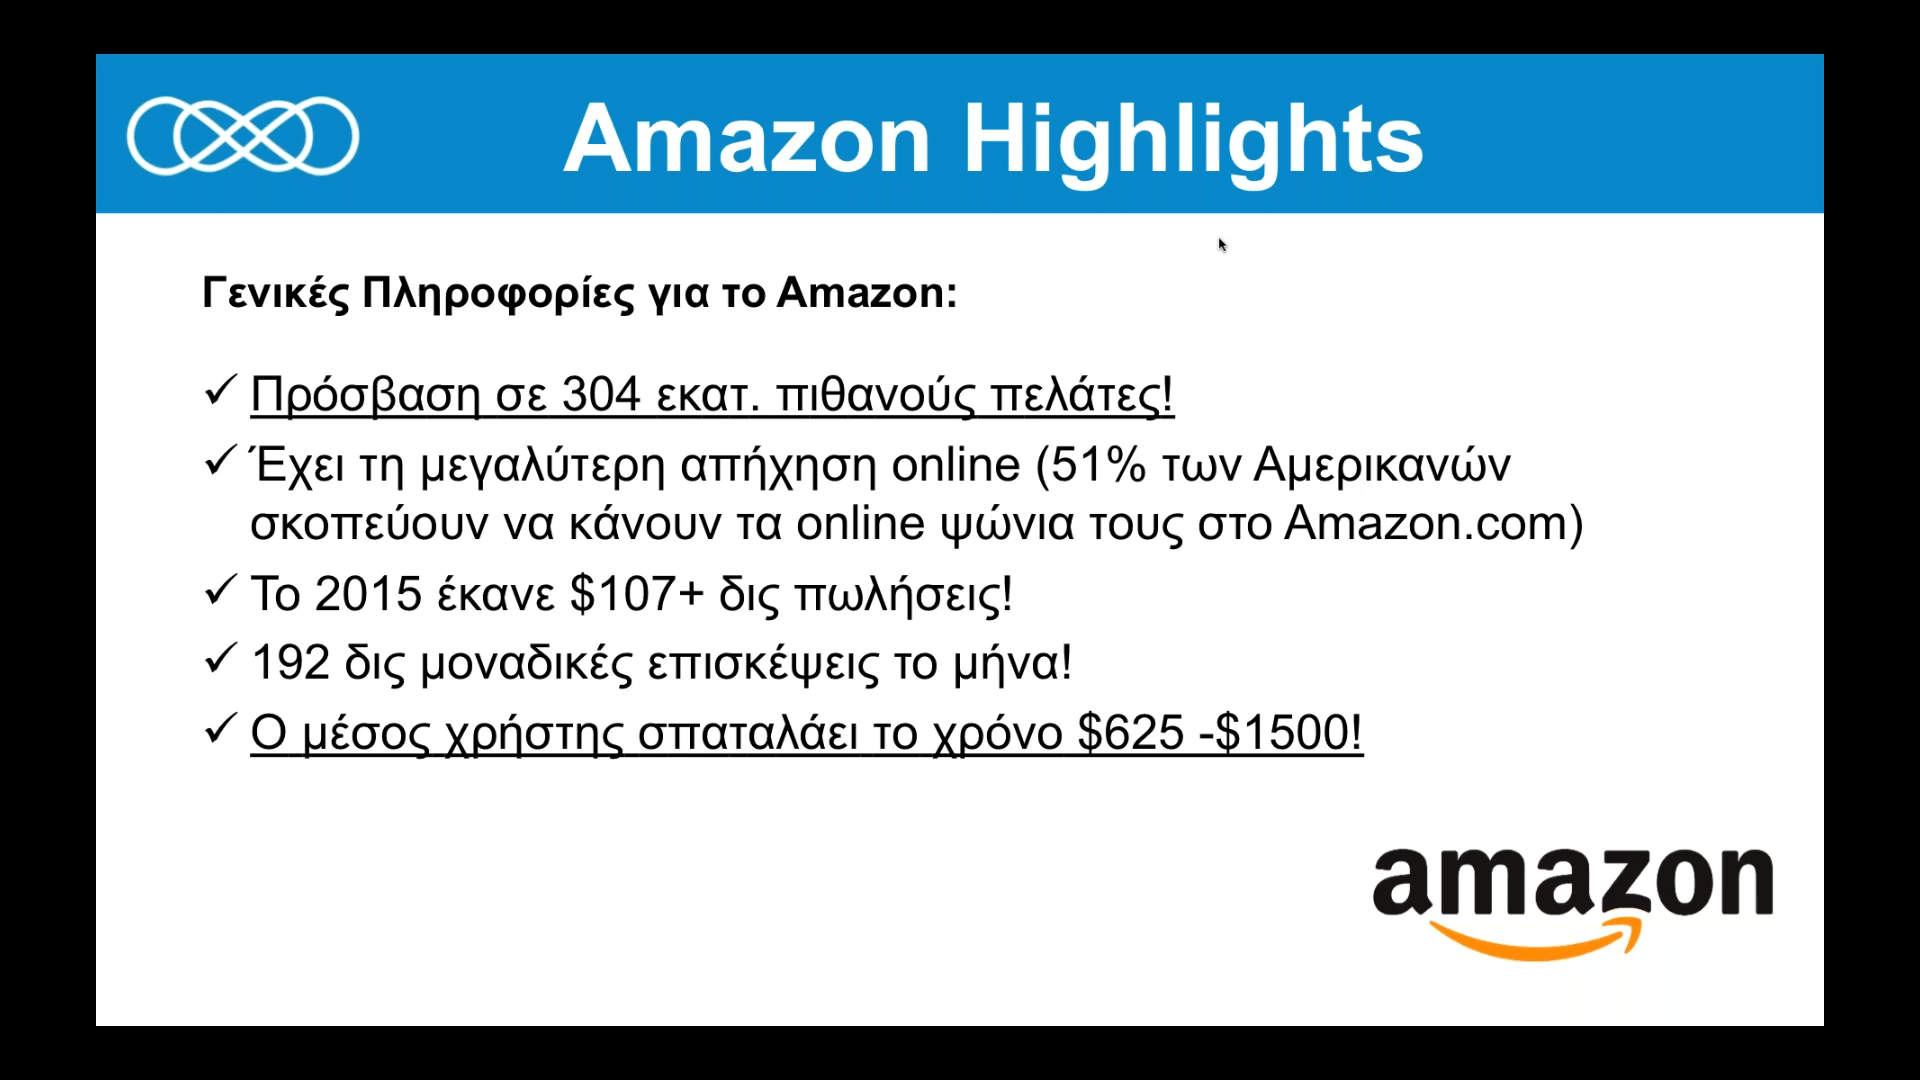 Amazon Highlights
Γενικές Πληροφορίες για το Amazon:
✓ Πρόσβαση σε 304 εκατ. πιθανούς πελάτες!
✓ Έχει τη μεγαλύτερη απήχηση online (51% των Αμερικανών
σκοπεύουν να κάνουν τα online ψώνια τους στο Amazon.com)
✓ Το 2015 έκανε $107+ δις πωλήσεις!
✓ 192 δις μοναδικές επισκέψεις το μήνα!
✓ Ο μέσος χρήστης σπαταλάει το χρόνο $625 -$1500!
amazon